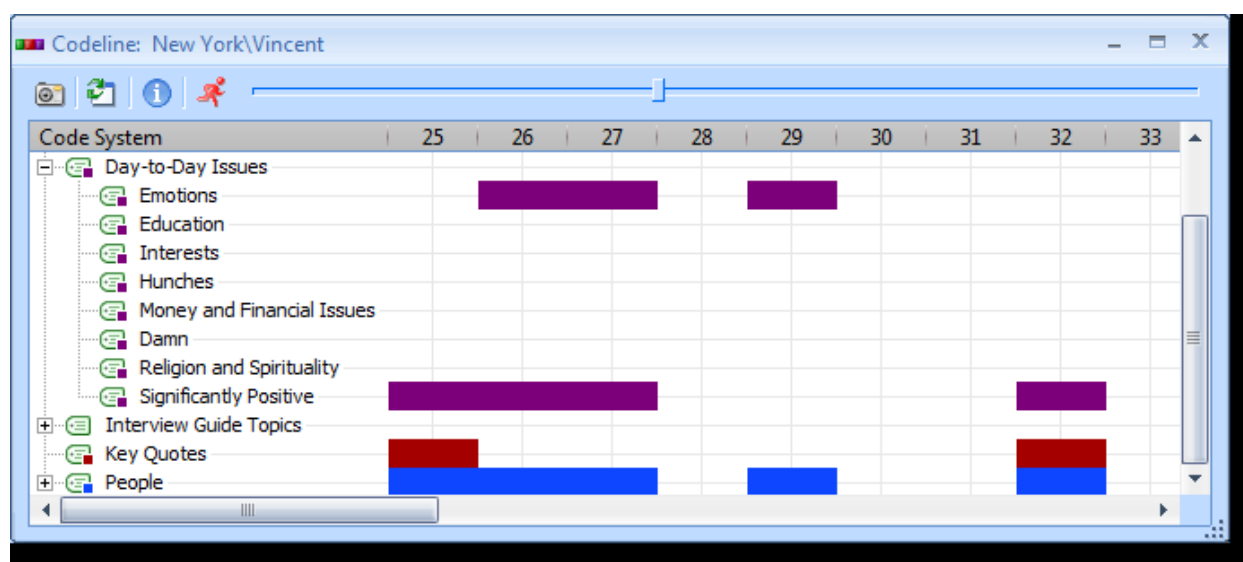 Codeline: New York\Vincent
Code System 25 26 27 28 29 30 31 32 33
Day-to-Day Issues
Emotions
Education
Interests
Hunches
Money and Financial Issues
Damn
Religion and Spirituality
Significantly Positive
Interview Guide Topics
Key Quotes
People